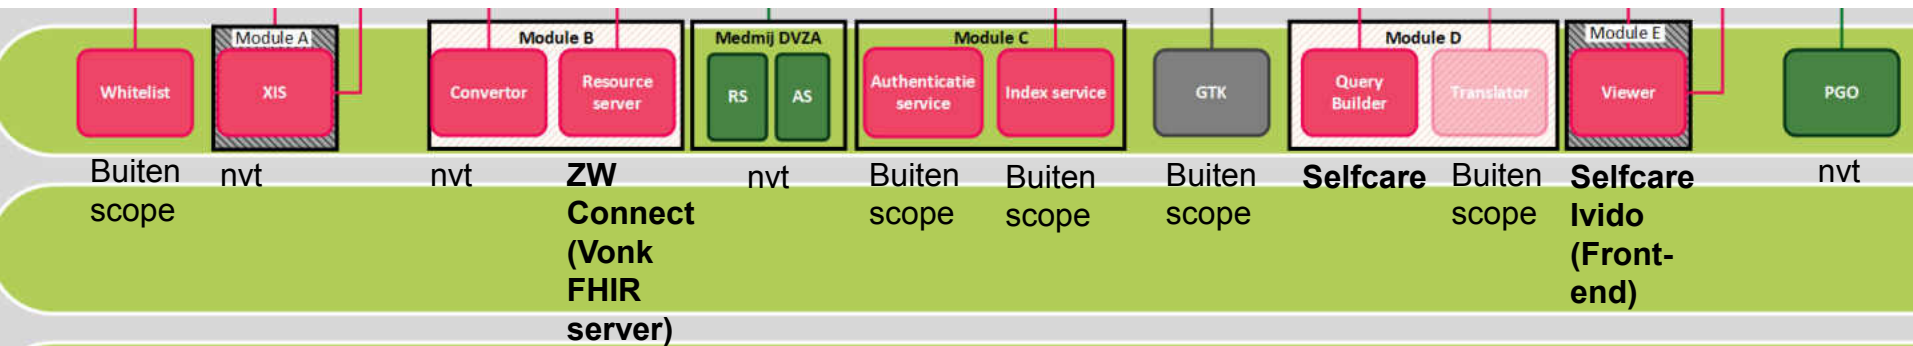 Module A
Module B
Medmij DVZA
Module C
Module D
Module E
Whitelist
XIS
Convertor
Resource
server
RS
AS
Authenticatie
service
Index service
GTK
Query
Builder
Translator
Viewer
PGO
Buiten
scope
nvt
nvt
ZW
Connect
(Vonk
FHIR
server)
nvt
Buiten
scope
Buiten
scope
Buiten
scope
Selfcare
Buiten
scope
Selfcare
Ivido
(Front-
end)
nvt